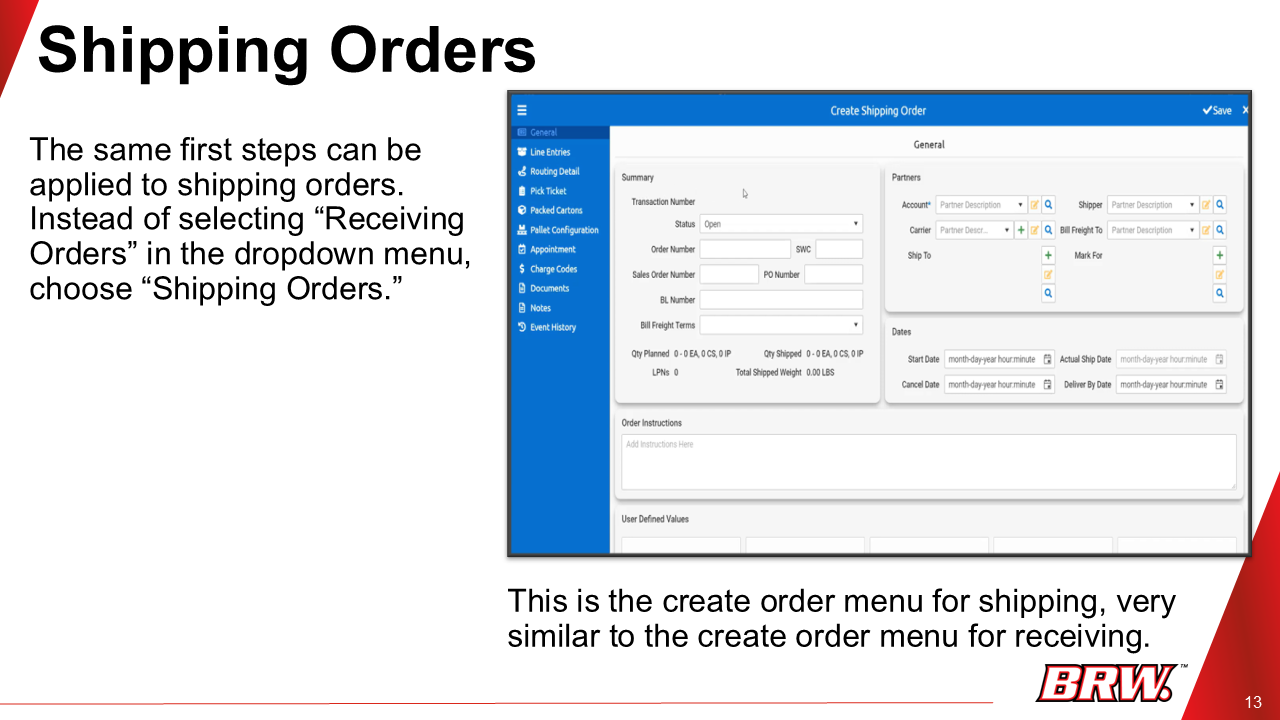 Shipping Orders
The same first steps can be
applied to shipping orders.
Instead of selecting “Receiving
Orders” in the dropdown menu,
choose “Shipping Orders.”
Create Shipping Order
Save
General
Line Entries
Routing Detail
Pick Ticket
Packed Cartons
Pallet Configuration
Appointment
Charge Codes
Documents
Notes
Event History
General
Summary
Transaction Number
Status Open
Order Number SWC
Sales Order Number PO Number
BL Number
Bill Freight Terms
Qty Planned 0 - 0 EA, 0 CS, 0 IP Qty Shipped 0 - 0 EA, 0 CS, 0 IP
LPNs 0 Total Shipped Weight 0.00 LBS
Partners
Account* Partner Description Shipper Partner Description
Carrier Partner Descr... Bill Freight To Partner Description
Ship To Mark For
Dates
Start Date month-day-year hour:minute Actual Ship Date month-day-year hour:minute
Cancel Date month-day-year hour:minute Deliver By Date month-day-year hour:minute
Order Instructions
Add Instructions Here
User Defined Values
This is the create order menu for shipping, very
similar to the create order menu for receiving.
BRW.™
13